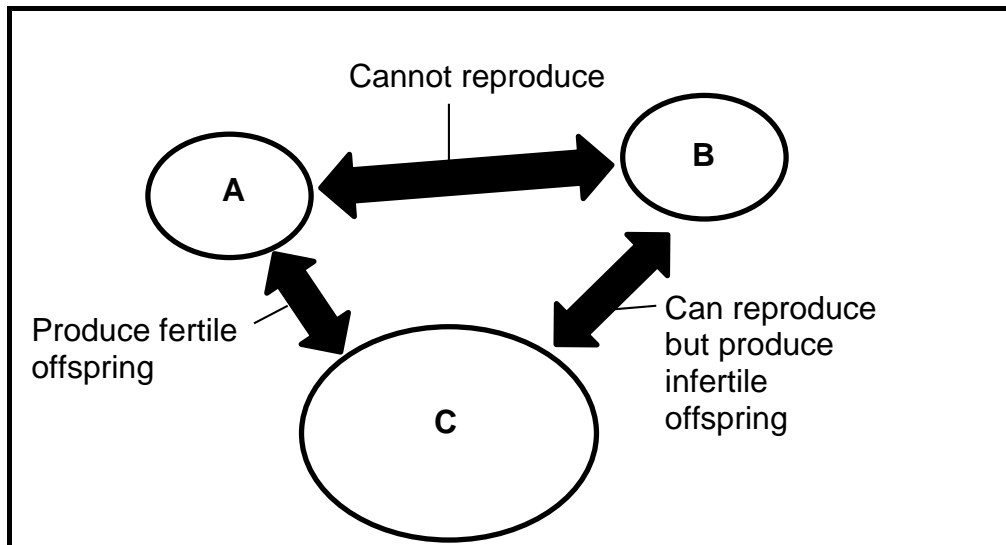 Cannot reproduce
A
B
Produce fertile
offspring
Can reproduce
but produce
infertile
offspring
C